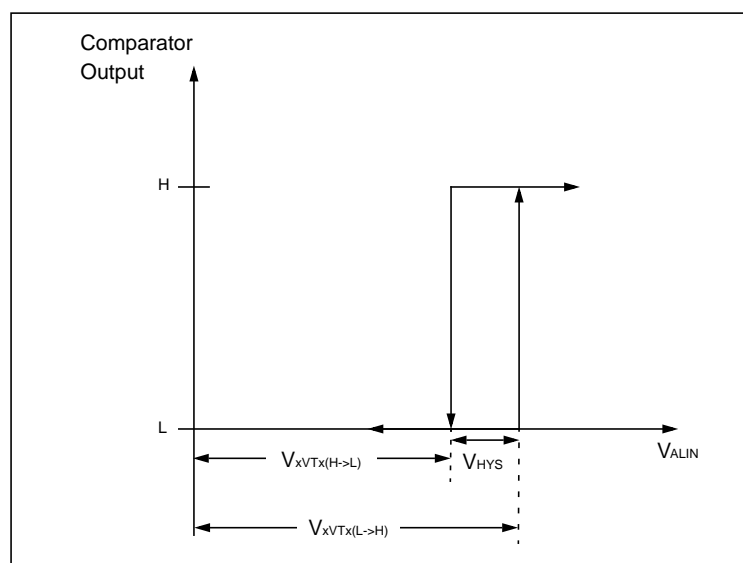 Comparator
Output
H
L
VxVTx(H->L)
VHYS
VALIN
VxVTx(L->H)